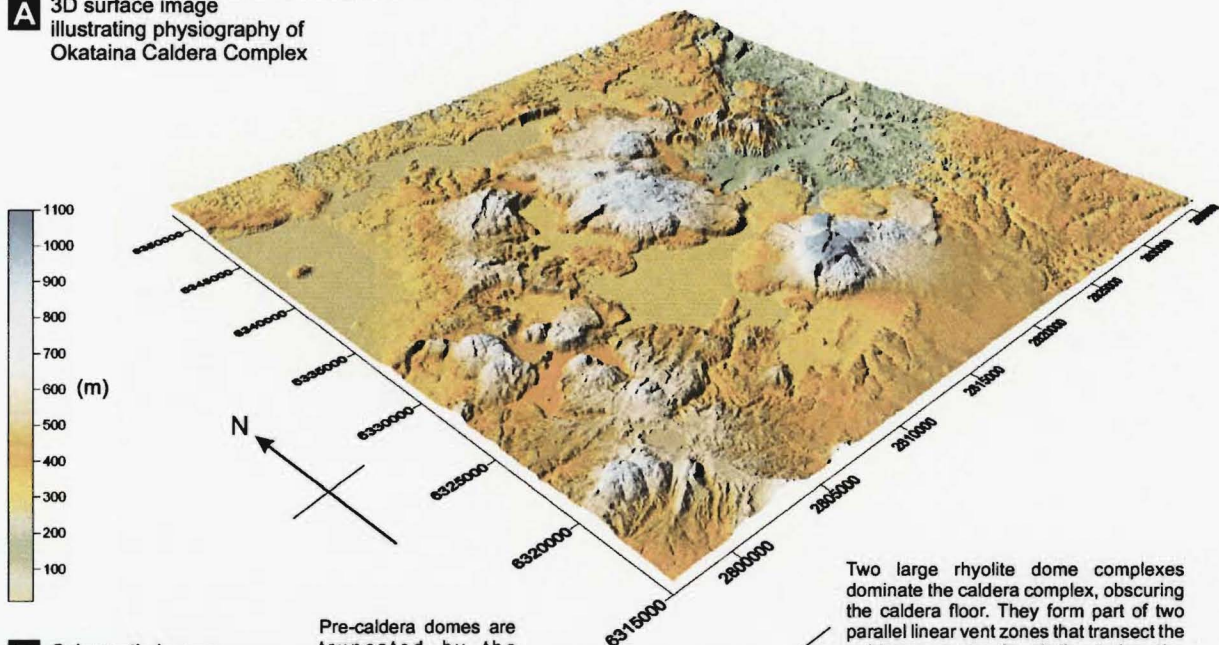 A 3D surface image
illustrating physiography of
Okataina Caldera Complex
1100
1000
900
800
700
600
500
400
300
200
100
(m)
N
6345000
6340000
6335000
6330000
6325000
6320000
6315000
2800000
2805000
2810000
2815000
2820000
Two large rhyolite dome complexes
dominate the caldera complex, obscuring
the caldera floor. They form part of two
parallel linear vent zones that transect the
Pre-caldera domes are
by the